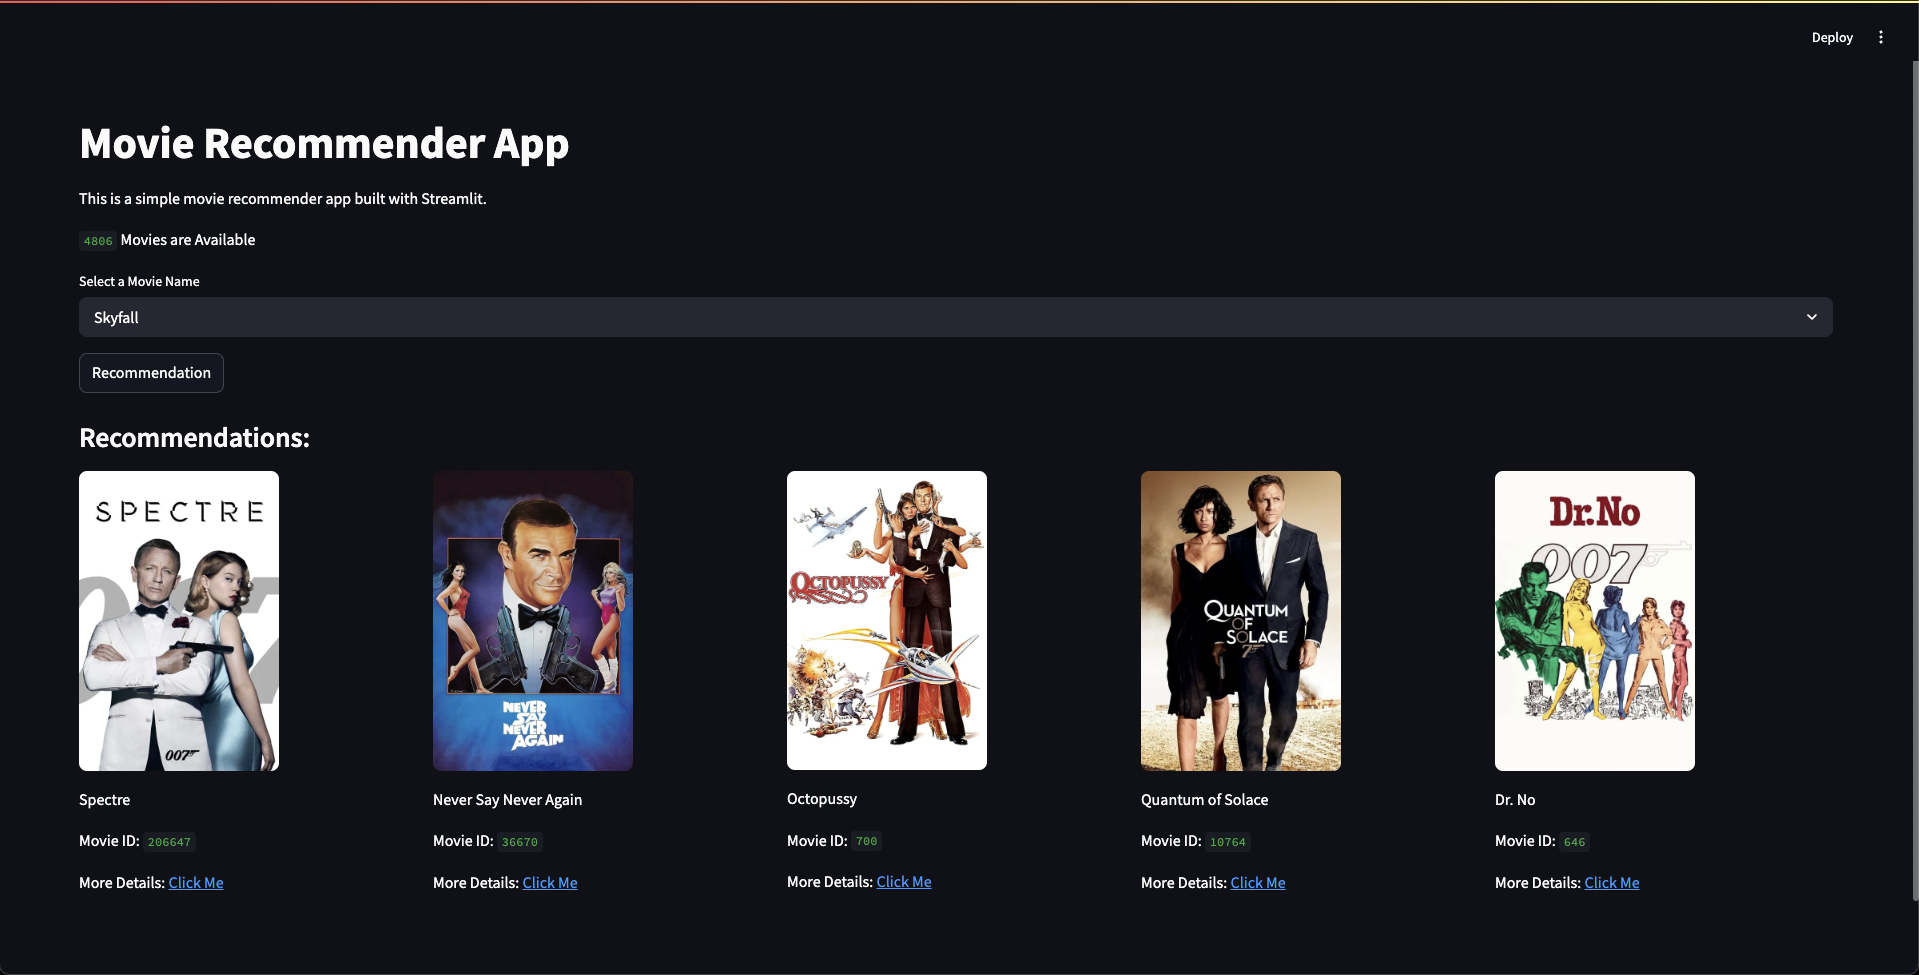 Deploy
Movie Recommender App
This is a simple movie recommender app built with Streamlit.
4806 Movies are Available
Select a Movie Name
Skyfall
Recommendation
Recommendations:
SPECTRE
007
NEVER
SAY
NEVER
AGAIN
OCTOPUSSY
QUANTUM
OF
SOLACE
007
Dr. No
007
Spectre
Movie ID: 206647
More Details: Click Me
Never Say Never Again
Movie ID: 36670
More Details: Click Me
Octopussy
Movie ID: 700
More Details: Click Me
Quantum of Solace
Movie ID: 10764
More Details: Click Me
Dr. No
Movie ID: 646
More Details: Click Me